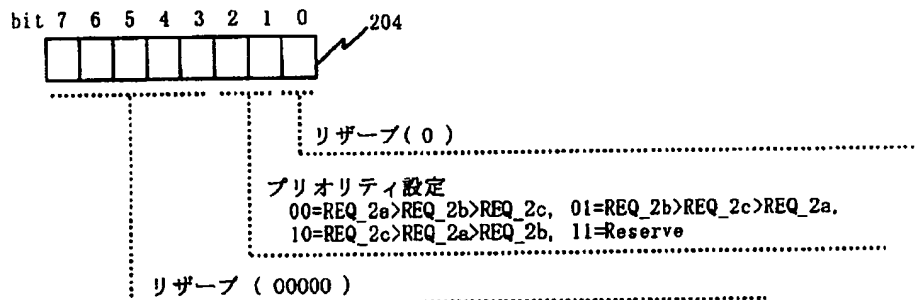 bit 7 6 5 4 3 2 1 0
204
リザーブ( 0 )
プリオリティ設定
00=REQ_2a>REQ_2b>REQ_2c, 01=REQ_2b>REQ_2c>REQ_2a,
10=REQ_2c>REQ_2a>REQ_2b, 11=Reserve
リザーブ ( 00000 )